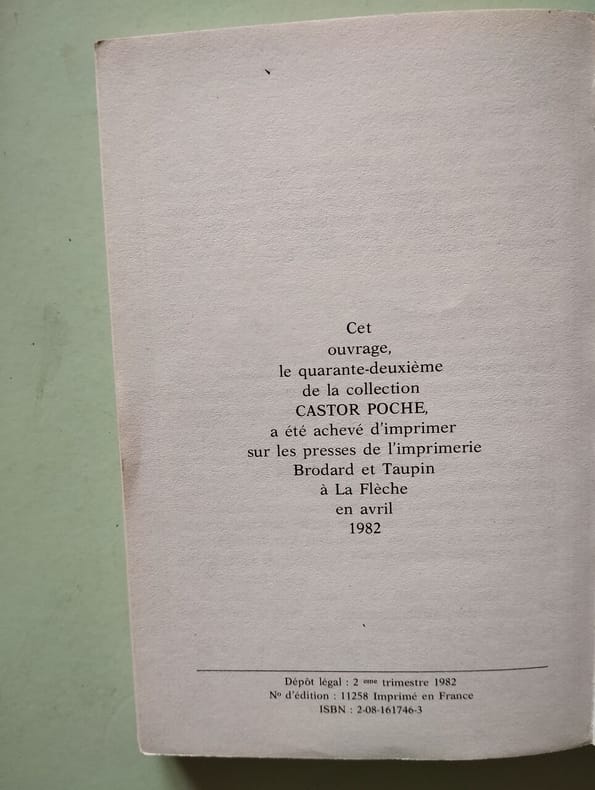 Cet
ouvrage,
le quarante-deuxième
de la collection
CASTOR POCHE,
a été achevé d'imprimer
sur les presses de l'imprimerie
Brodard et Taupin
à La Flèche
en avril
1982
Dépôt légal : 2 eme trimestre 1982
No d'édition : 11258 Imprimé en France
ISBN : 2-08-161746-3